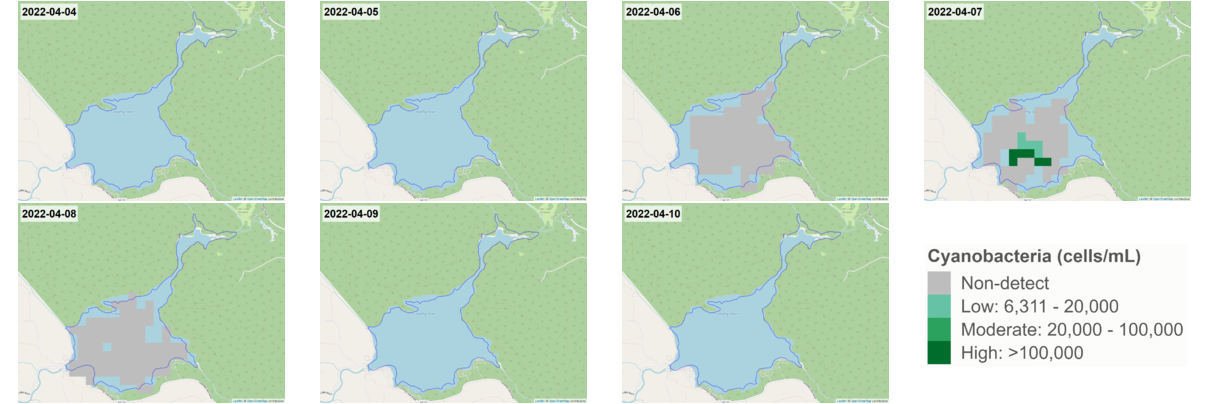 2022-04-04
2022-04-05
2022-04-06
2022-04-07
2022-04-08
2022-04-09
2022-04-10
Cyanobacteria (cells/mL)
Non-detect
Low: 6,311 - 20,000
Moderate: 20,000 - 100,000
High: >100,000